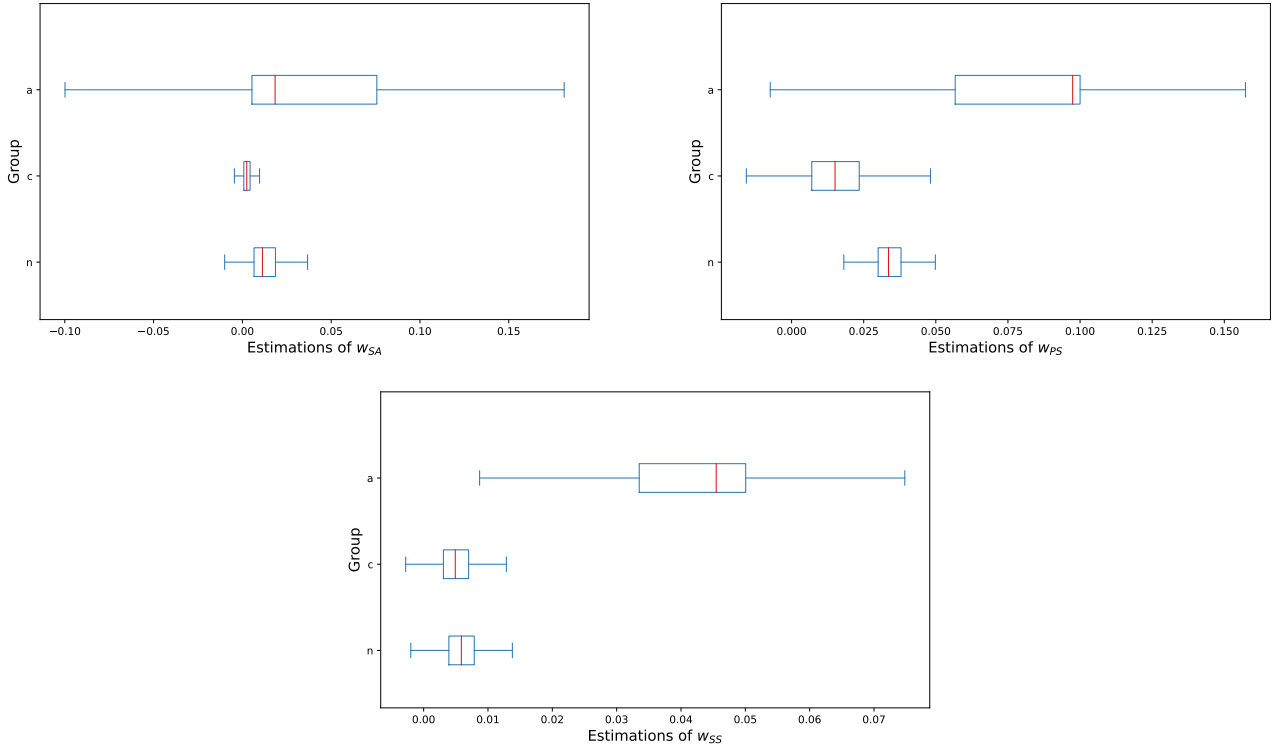 Group
a
c
n
−0.10 −0.05 0.00 0.05 0.10 0.15
Estimations of w_SA
Group
a
c
n
0.000 0.025 0.050 0.075 0.100 0.125 0.150
Estimations of w_PS
Group
a
c
n
0.00 0.01 0.02 0.03 0.04 0.05 0.06 0.07
Estimations of w_SS